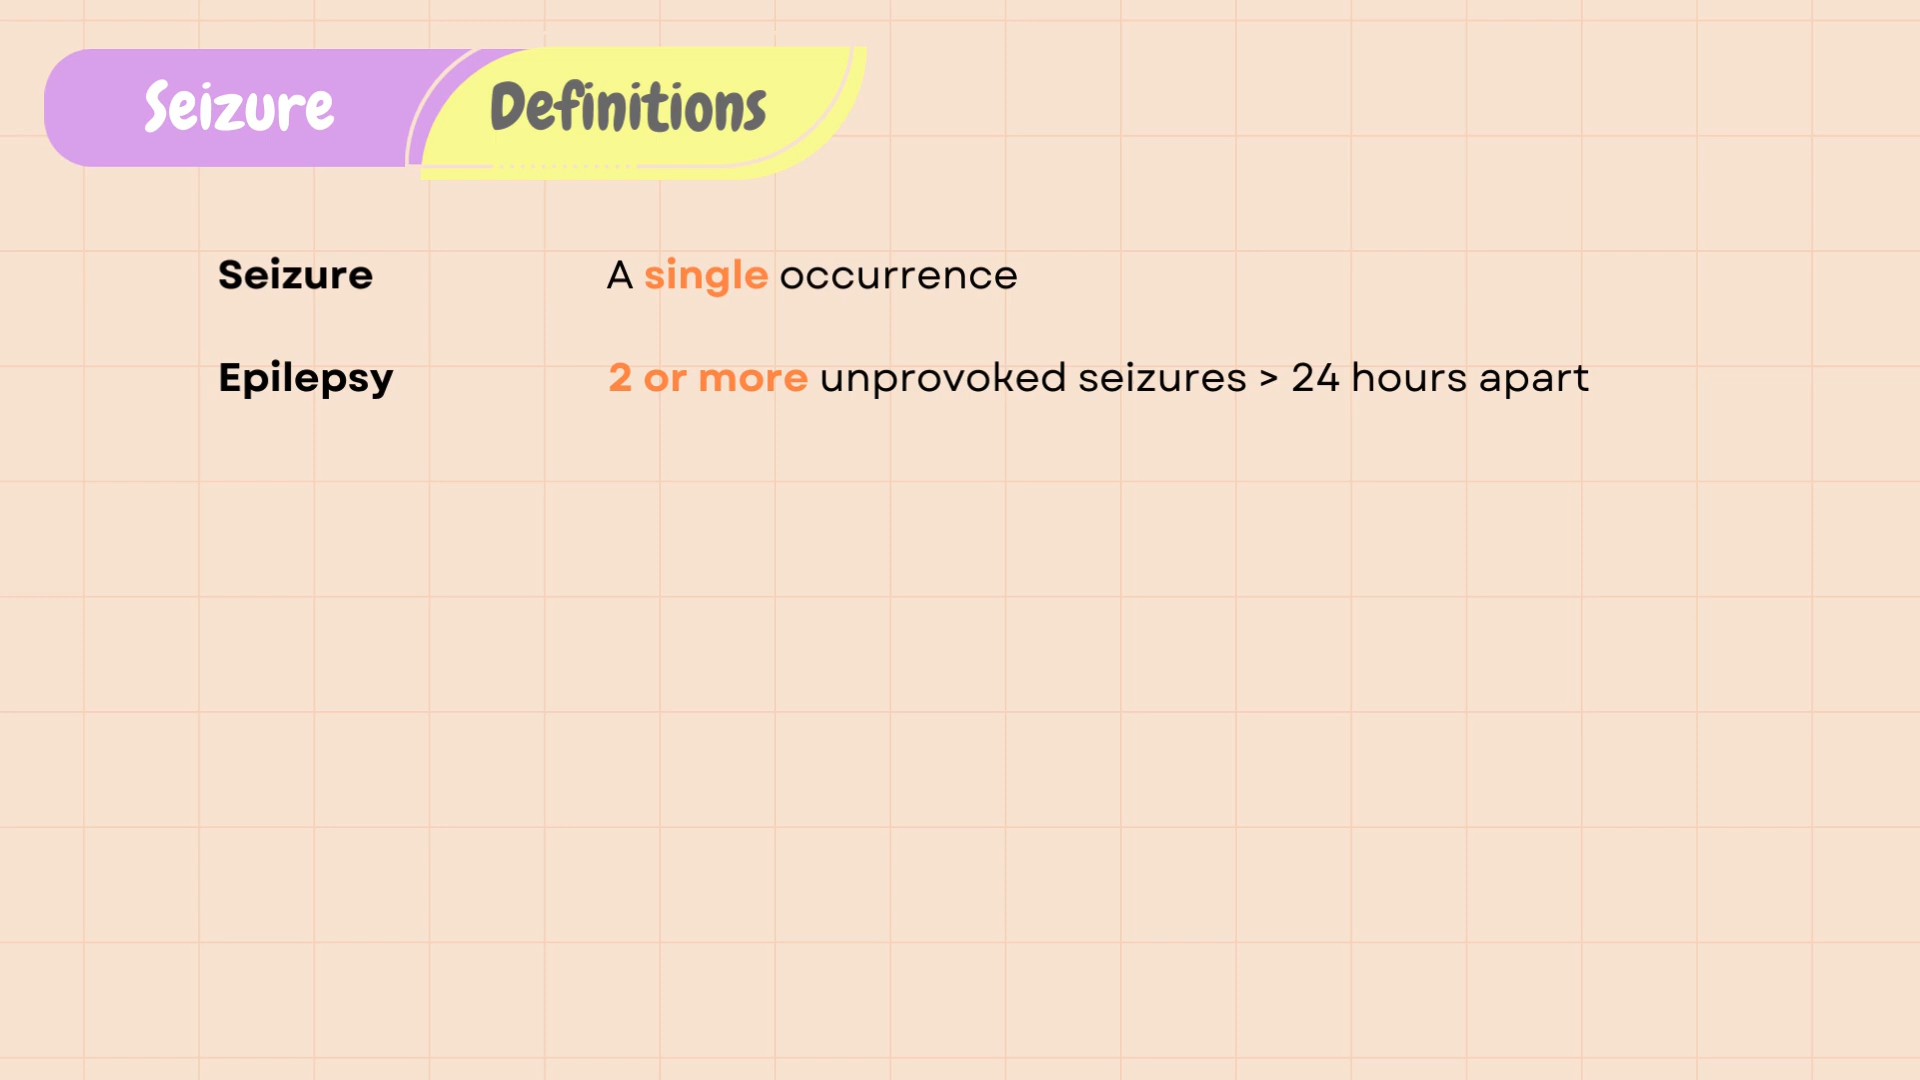 Seizure Definitions
Seizure A single occurrence
Epilepsy 2 or more unprovoked seizures > 24 hours apart